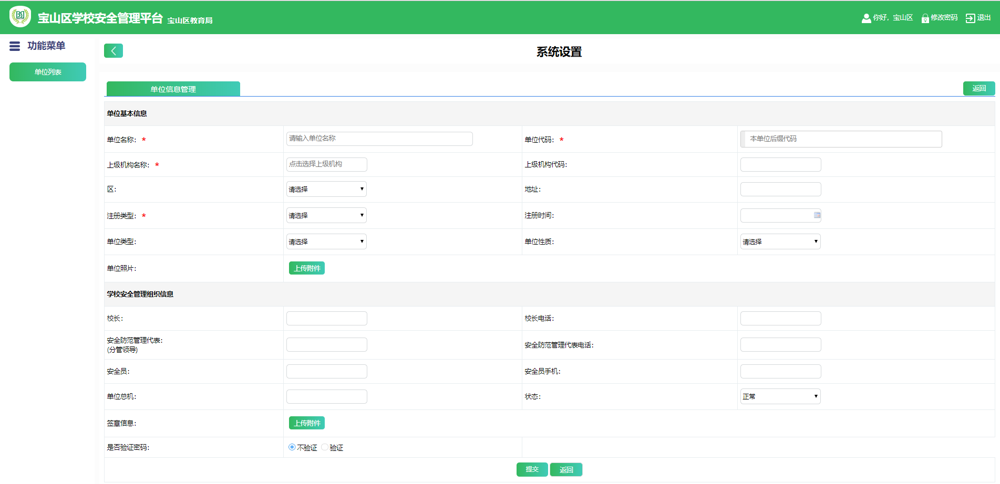 宝山区学校安全管理平台 宝山区教育局
你好，宝山区 修改密码 退出
功能菜单
单位列表
系统设置
单位信息管理
返回
单位基本信息
单位名称: * 请输入单位名称 单位代码: * 本单位后缀代码
上级机构名称: * 点击选择上级机构 上级机构代码:
区: 请选择 地址:
注册类型: * 请选择 注册时间:
单位类型: 请选择 单位性质: 请选择
单位照片: 上传附件
学校安全管理组织信息
校长: 校长电话:
安全防范管理代表:
(分管领导)
安全防范管理代表电话:
安全员: 安全员手机:
单位总机: 状态: 正常
签章信息: 上传附件
是否验证密码: 不验证 验证
提交 返回